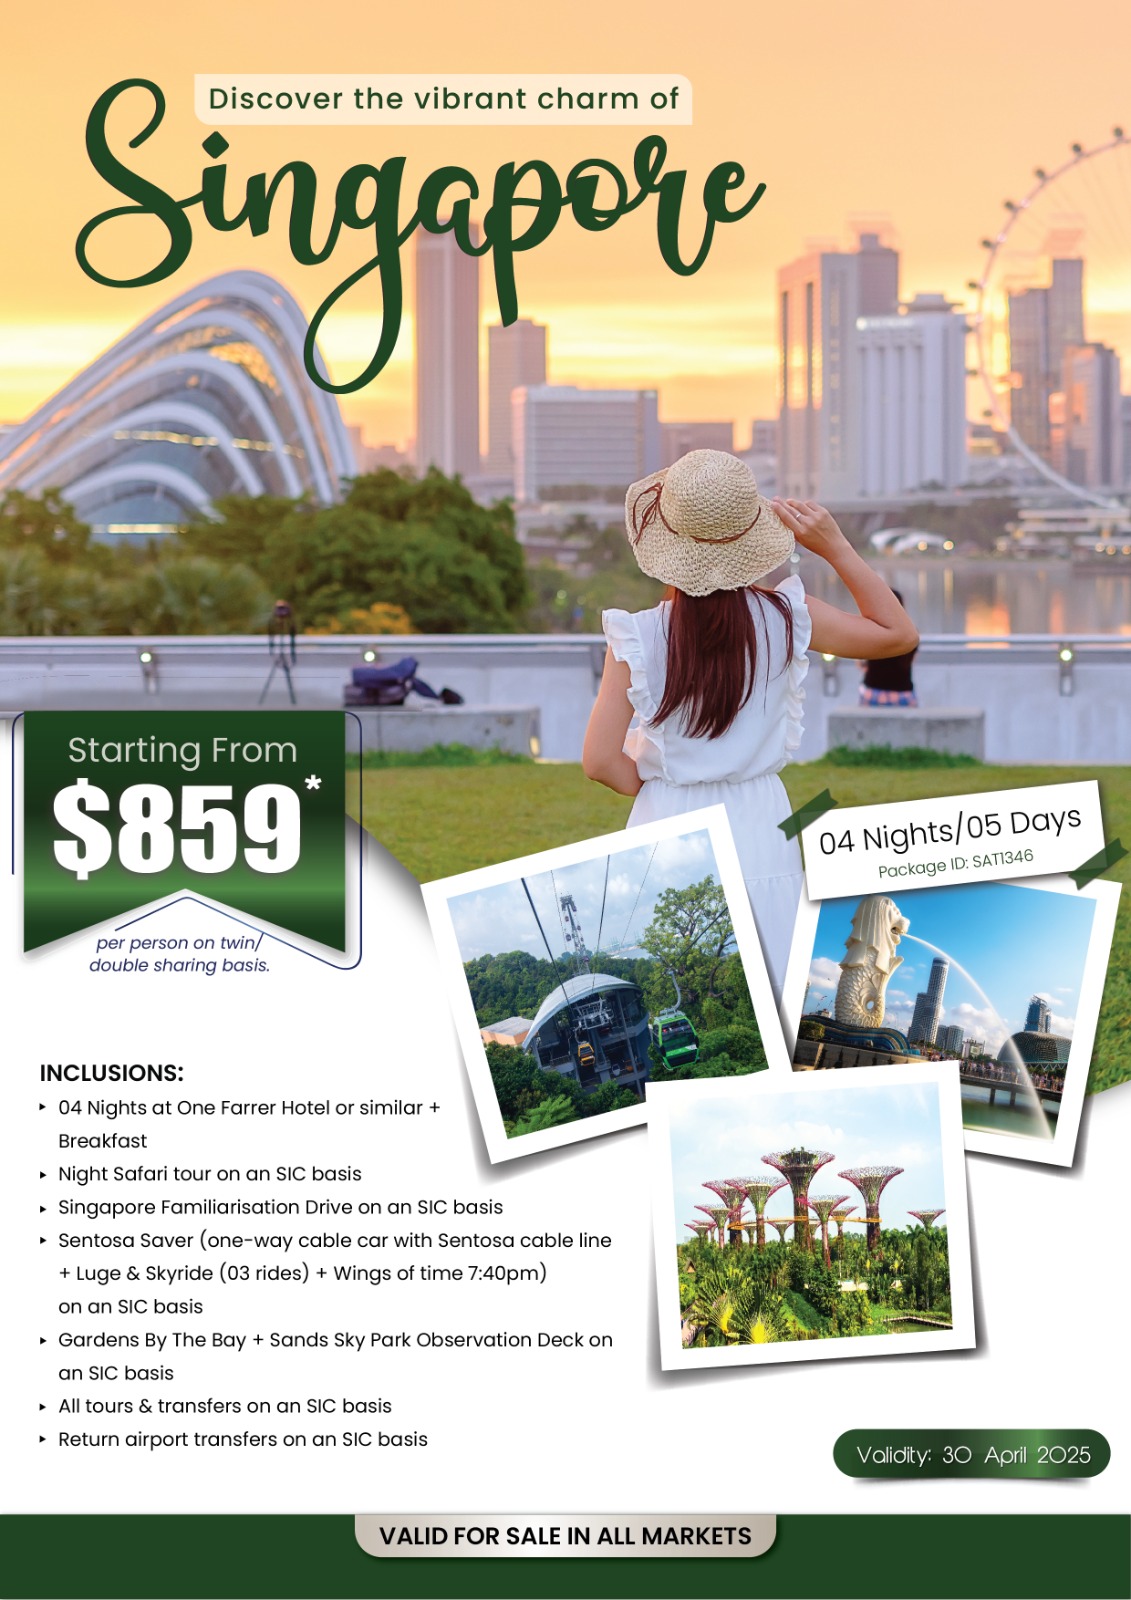 Discover the vibrant charm of
Singapore
Starting From
$859*
per person on twin/
double sharing basis.
04 Nights/05 Days
Package ID: SAT1346
INCLUSIONS:
‣ 04 Nights at One Farrer Hotel or similar +
Breakfast
‣ Night Safari tour on an SIC basis
‣ Singapore Familiarisation Drive on an SIC basis
‣ Sentosa Saver (one-way cable car with Sentosa cable line
+ Luge & Skyride (03 rides) + Wings of time 7:40pm)
on an SIC basis
‣ Gardens By The Bay + Sands Sky Park Observation Deck on
an SIC basis
‣ All tours & transfers on an SIC basis
‣ Return airport transfers on an SIC basis
Validity: 30 April 2025
VALID FOR SALE IN ALL MARKETS